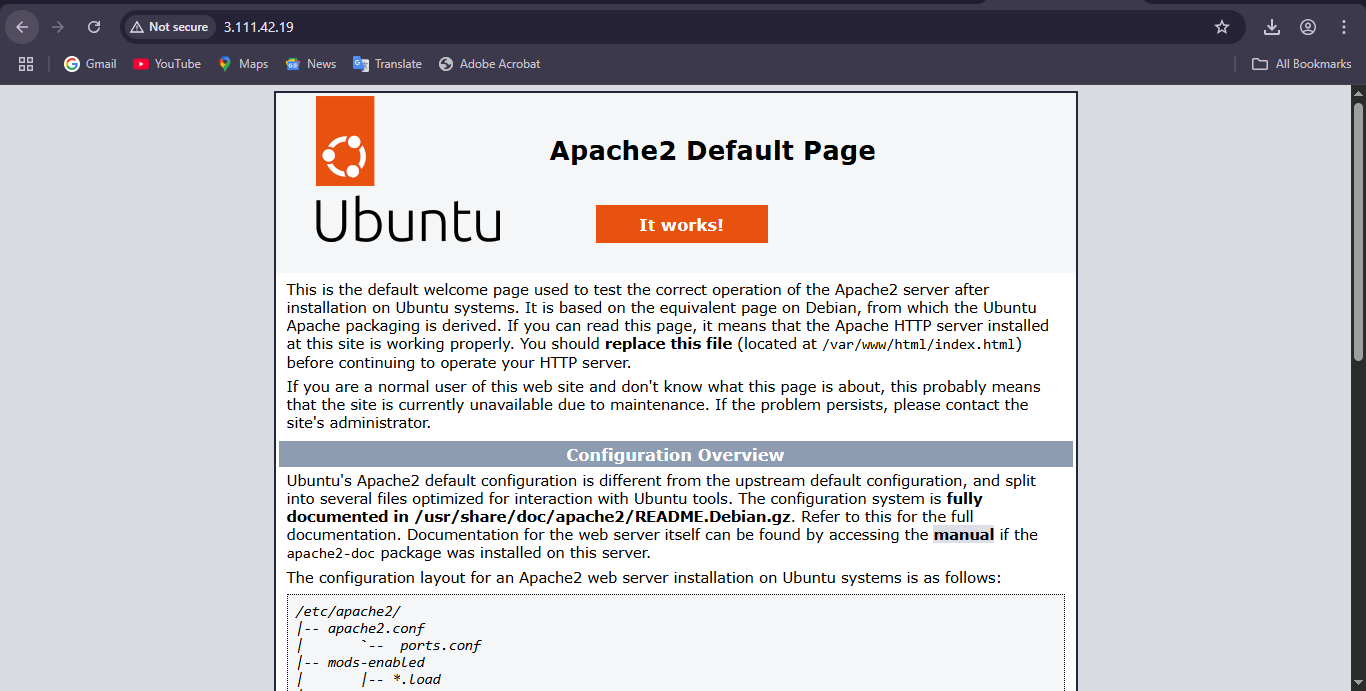 Not secure 3.111.42.19
Gmail YouTube Maps News Translate Adobe Acrobat All Bookmarks
Apache2 Default Page
Ubuntu
It works!
This is the default welcome page used to test the correct operation of the Apache2 server after
installation on Ubuntu systems. It is based on the equivalent page on Debian, from which the Ubuntu
Apache packaging is derived. If you can read this page, it means that the Apache HTTP server installed
at this site is working properly. You should replace this file (located at /var/www/html/index.html)
before continuing to operate your HTTP server.
If you are a normal user of this web site and don't know what this page is about, this probably means
that the site is currently unavailable due to maintenance. If the problem persists, please contact the
site's administrator.
Configuration Overview
Ubuntu's Apache2 default configuration is different from the upstream default configuration, and split
into several files optimized for interaction with Ubuntu tools. The configuration system is fully
documented in /usr/share/doc/apache2/README.Debian.gz. Refer to this for the full
documentation. Documentation for the web server itself can be found by accessing the manual if the
apache2-doc package was installed on this server.
The configuration layout for an Apache2 web server installation on Ubuntu systems is as follows:
/etc/apache2/
|-- apache2.conf
|       `--  ports.conf
|-- mods-enabled
|       |-- *.load